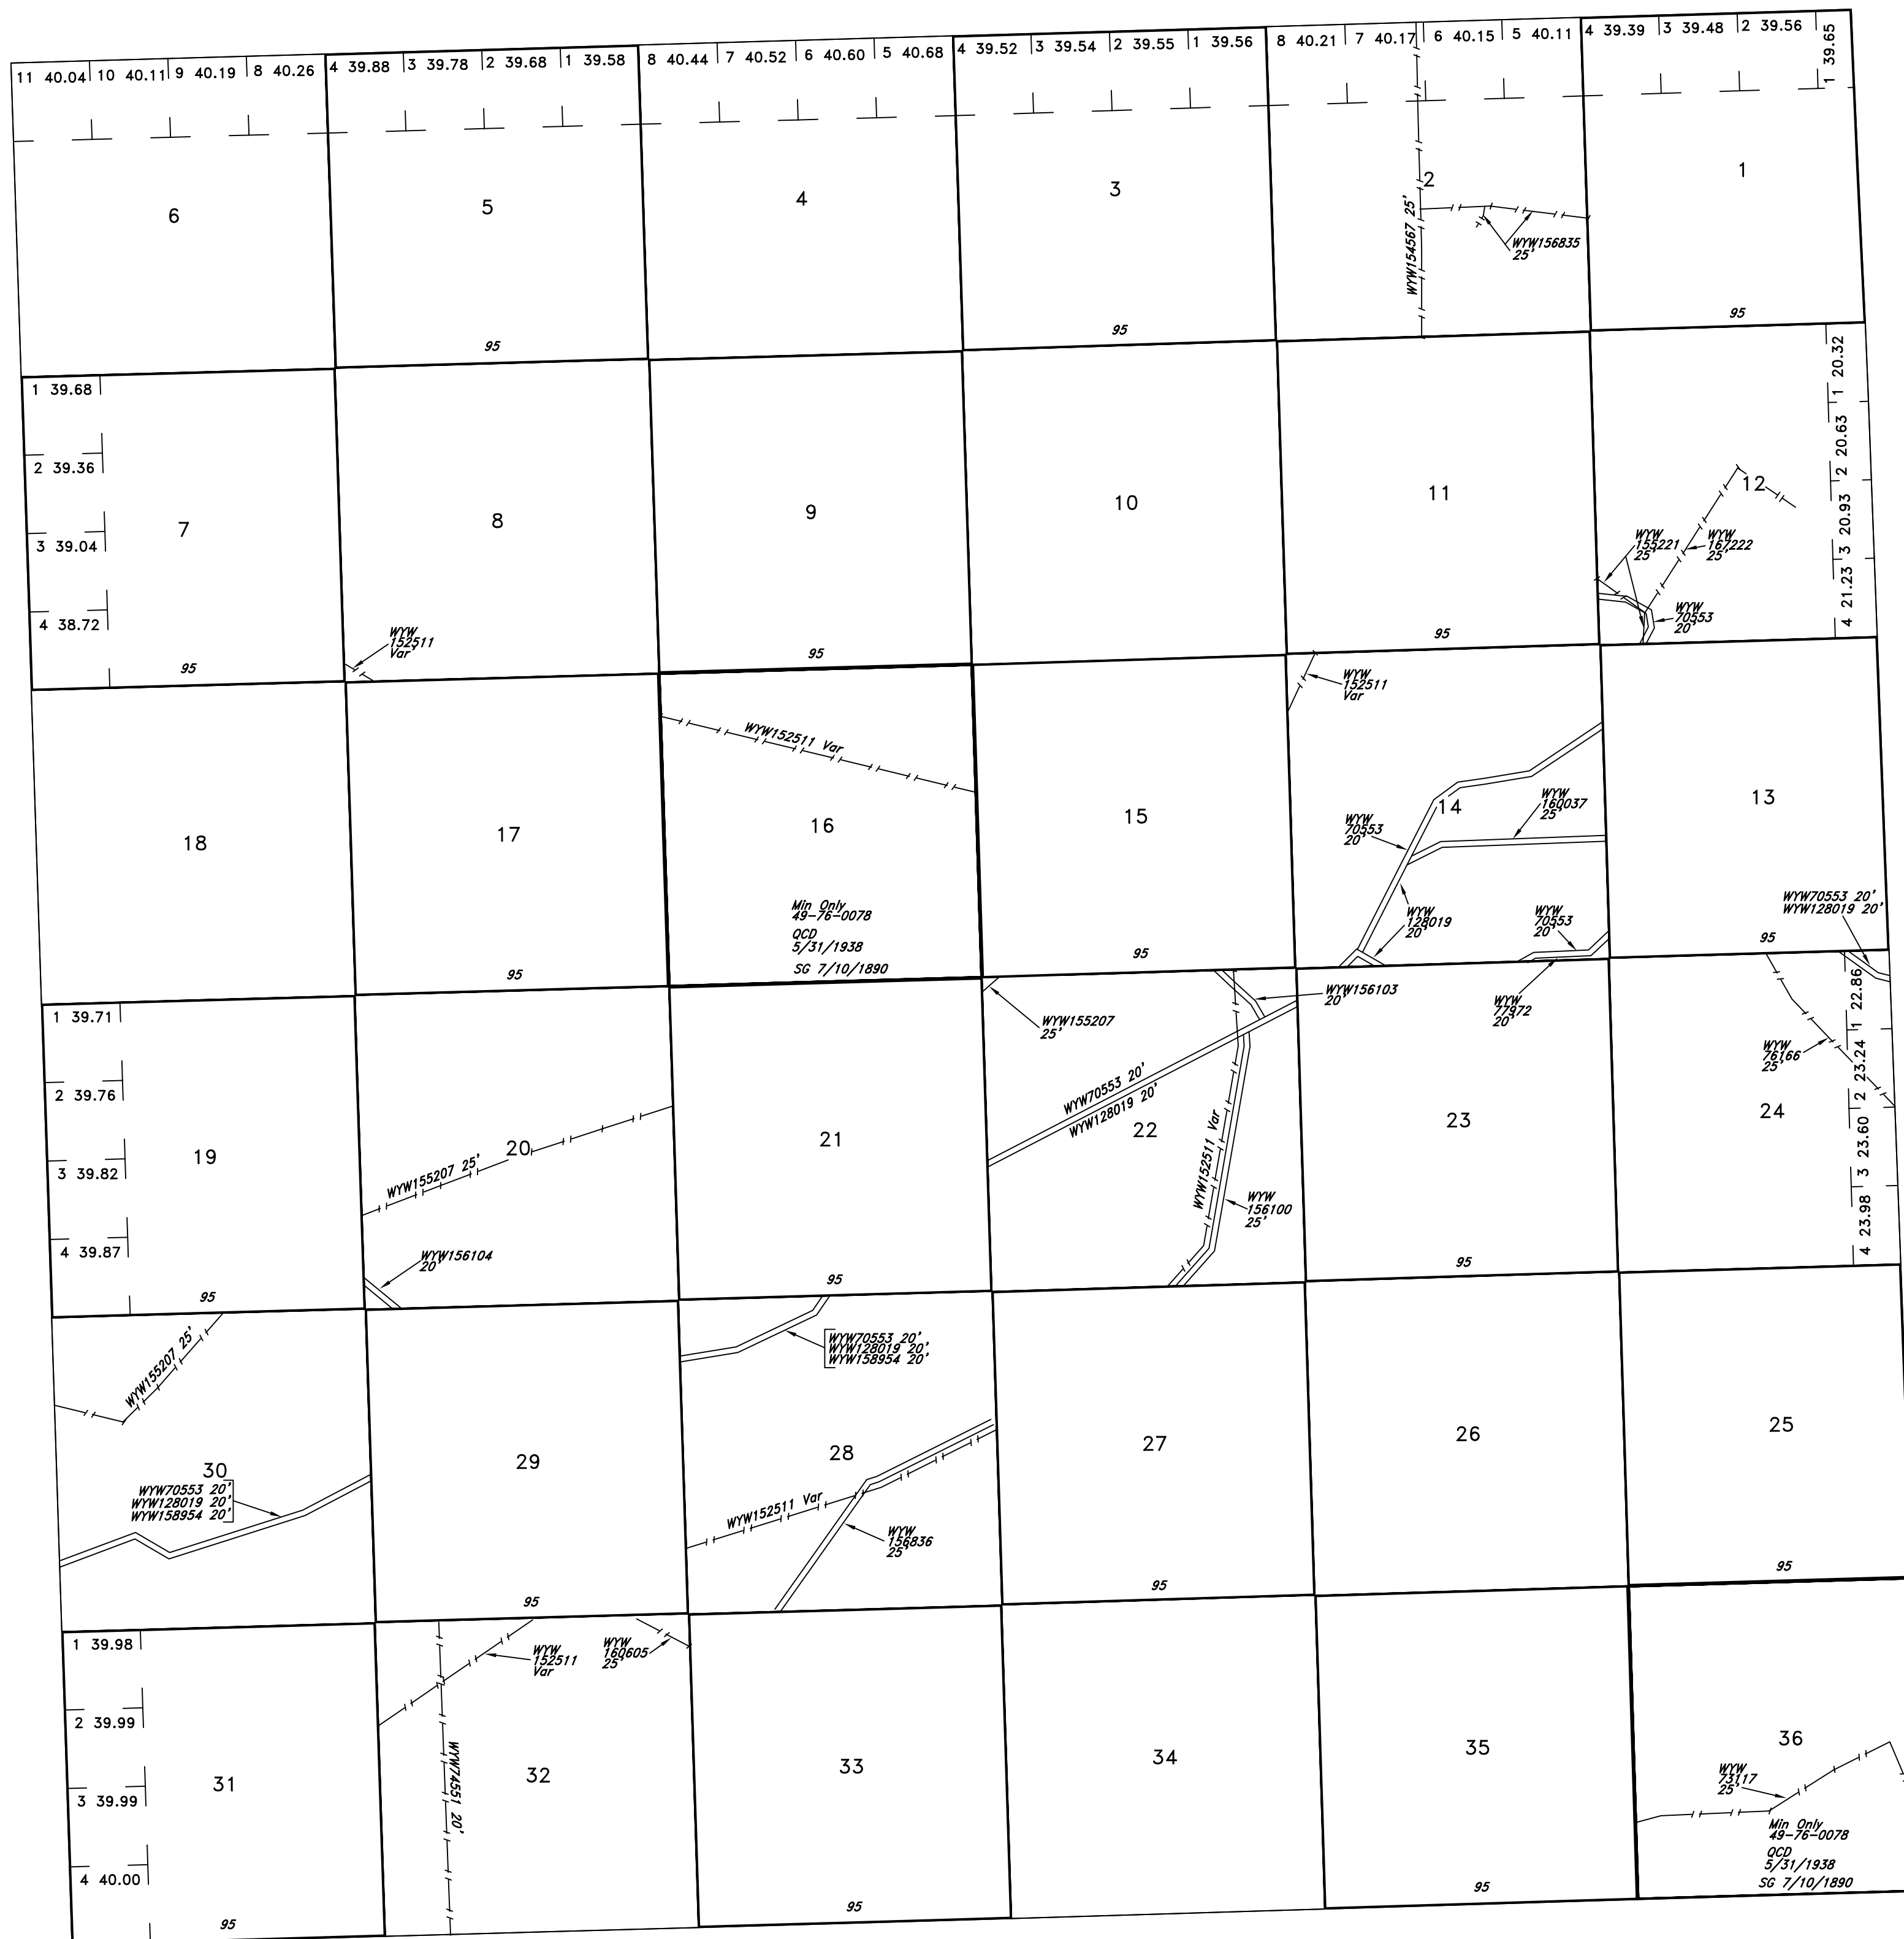 11 40.04 10 40.11 9 40.19 8 40.26 4 39.88 3 39.78 2 39.68 1 39.58 8 40.44 7 40.52 6 40.60 5 40.68 4 39.52 3 39.54 2 39.55 1 39.56 8 40.21 7 40.17 6 40.15 5 40.11 4 39.39 3 39.48 2 39.56 1 39.65
6
5
95
4
3
95
2
WYW154567 25'
WYW156835
25'
1
95
1 39.68
2 39.36
3 39.04
4 38.72
7
95
8
WYW
152511
Var
9
95
10
11
95
12
WYW
155221
25'
WYW
167222
25'
WYW
70553
20'
1 20.32
2 20.63
3 20.93
4 21.23
18
17
95
WYW152511 Var
16
Min Only
49-76-0078
QCD
5/31/1938
SG 7/10/1890
15
95
WYW
152511
Var
14
WYW
70553
20'
WYW
160037
25'
WYW
128019
20'
WYW
70553
20'
13
WYW70553 20'
WYW128019 20'
95
1 39.71
2 39.76
3 39.82
4 39.87
19
95
20
WYW155207 25'
WYW156104
20'
21
95
WYW155207
25'
WYW156103
20'
WYW70553 20'
WYW128019 20'
22
WYW152511 Var
WYW
156100
25'
WYW
77972
20'
23
95
WYW
76166
25'
24
1 22.86
2 23.24
3 23.60
4 23.98
WYW155207 25'
30
WYW70553 20'
WYW128019 20'
WYW158954 20'
29
95
WYW70553 20'
WYW128019 20'
WYW158954 20'
28
WYW152511 Var
WYW
156836
25'
27
95
26
25
95
1 39.98
2 39.99
3 39.99
4 40.00
31
95
WYW
152511
Var
WYW
160605
25'
WYW74551 20'
32
33
95
34
35
95
36
WYW
73117
25'
Min Only
49-76-0078
QCD
5/31/1938
SG 7/10/1890